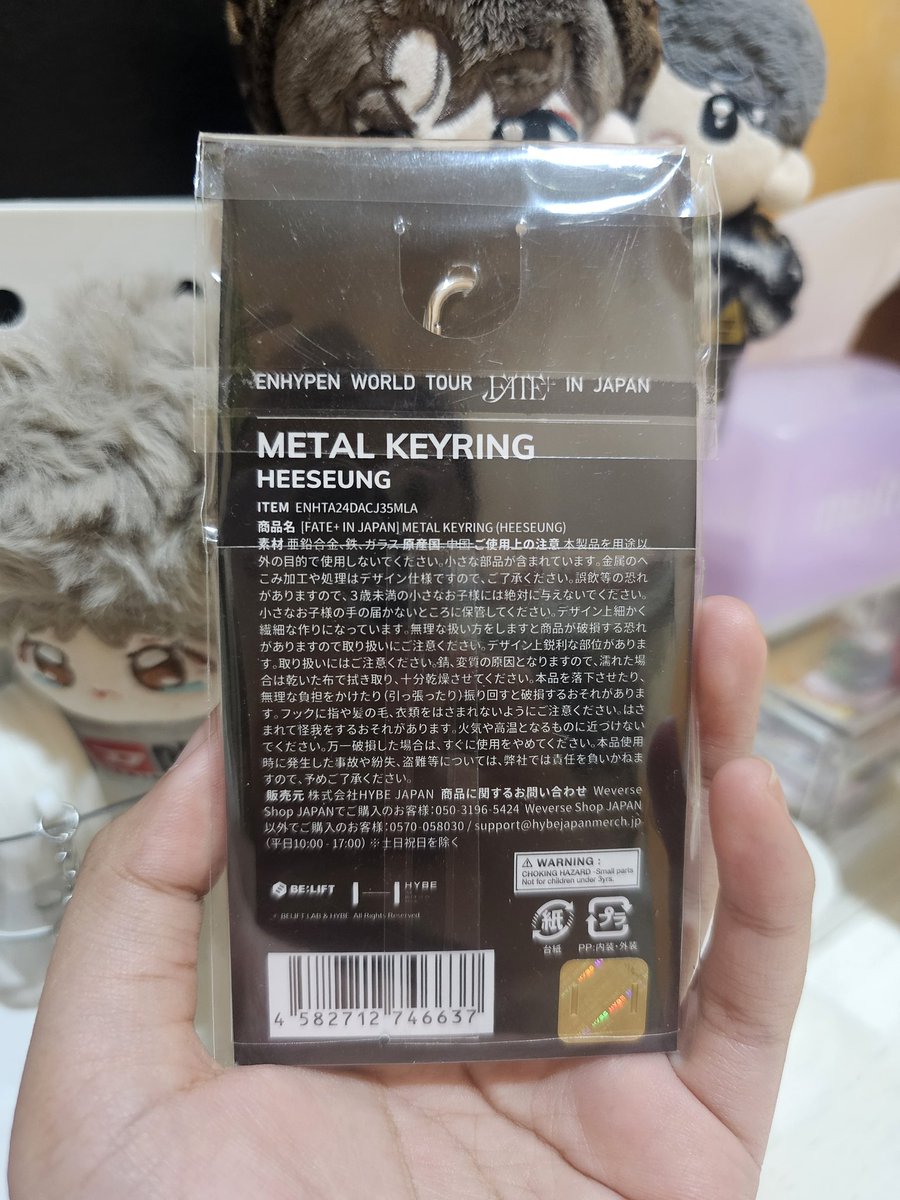 ENHYPEN WORLD TOUR FATE+ IN JAPAN
METAL KEYRING
HEESEUNG
ITEM ENHTA24DACJ35MLA
商品名 [FATE+ IN JAPAN] METAL KEYRING (HEESEUNG)
素材 亜鉛合金、鉄、ガラス 原産国 中国 ご使用上の注意 本製品を用途以
外の目的で使用しないでください。小さな部品が含まれています。金属のへ
こみ加工や処理はデザイン仕様ですので、ご了承ください。誤飲等の恐れ
がありますので、3歳未満の小さなお子様には絶対に与えないでください。
小さなお子様の手の届かないところに保管してください。デザイン上細かく
繊細な作りになっています。無理な扱い方をしますと商品が破損する恐れ
がありますので取り扱いにご注意ください。デザイン上鋭利な部位がありま
す。取り扱いにはご注意ください。錆、変質の原因となりますので、濡れた場
合は乾いた布で拭き取り、十分乾燥させてください。本品を落下させたり、
無理な負担をかけたり(引っ張ったり)振り回すと破損するおそれがありま
す。フックに指や髪の毛、衣類をはさまれないようにご注意ください。はさ
まれて怪我をするおそれがあります。火気や高温となるものに近づけない
でください。万一破損した場合は、すぐに使用をやめてください。本品使用
時に発生した事故や紛失、盗難等については、弊社では責任を負いかねま
すので、予めご了承ください。
販売元 株式会社HYBE JAPAN 商品に関するお問い合わせ Weverse
Shop JAPANでご購入のお客様:050-3196-5424 Weverse Shop JAPAN
以外でご購入のお客様:0570-058030 / support@hybejapanmerch.jp
(平日10:00 - 17:00) ※土日祝日を除く
⚠ WARNING :
CHOKING HAZARD -Small parts
Not for children under 3yrs.
BE:LIFT HYBE
© BELIFT LAB & HYBE. All Rights Reserved
紙 プラ
台紙 PP:内装・外装
4 582712 746637
HYBE HYBE